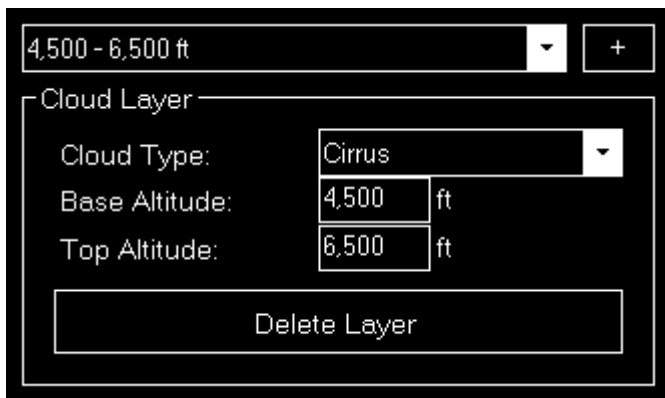 4,500 - 6,500 ft +
Cloud Layer
Cloud Type: Cirrus
Base Altitude: 4,500 ft
Top Altitude: 6,500 ft
Delete Layer